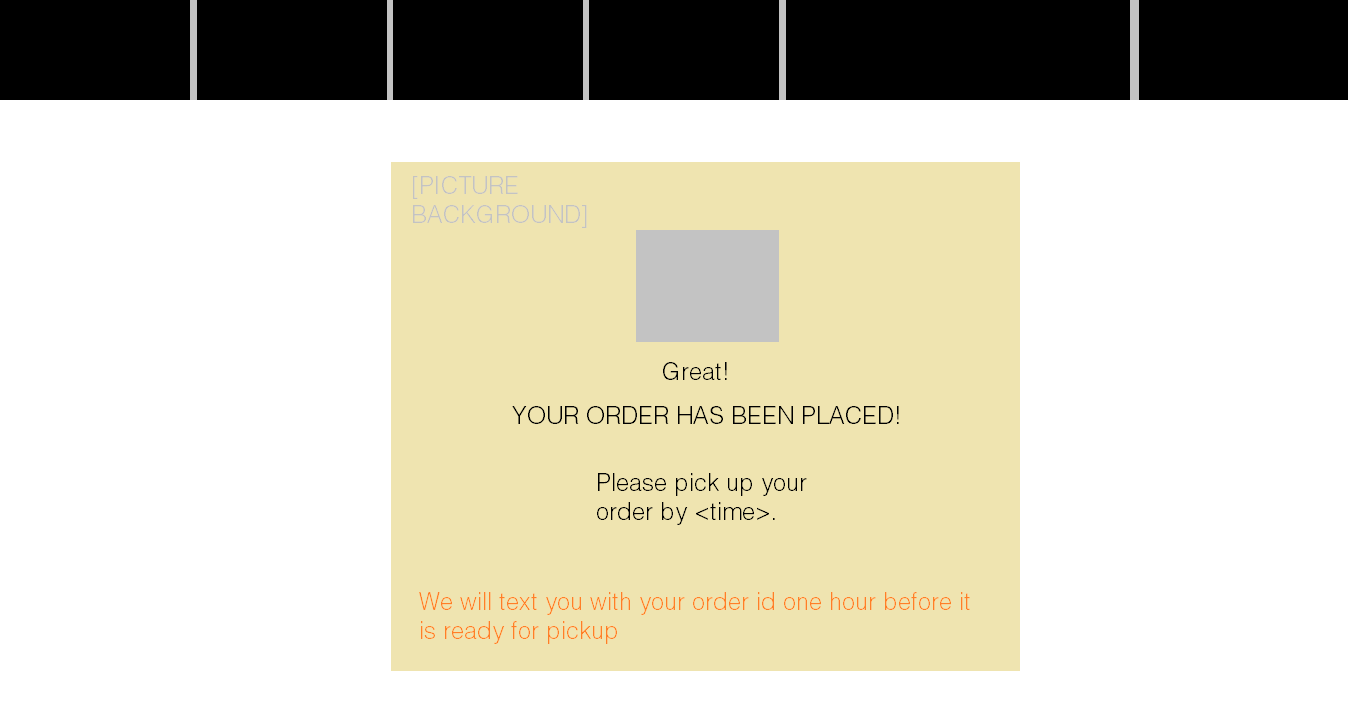 [PICTURE
BACKGROUND]
Great!
YOUR ORDER HAS BEEN PLACED!
Please pick up your
order by <time>.
We will text you with your order id one hour before it
is ready for pickup